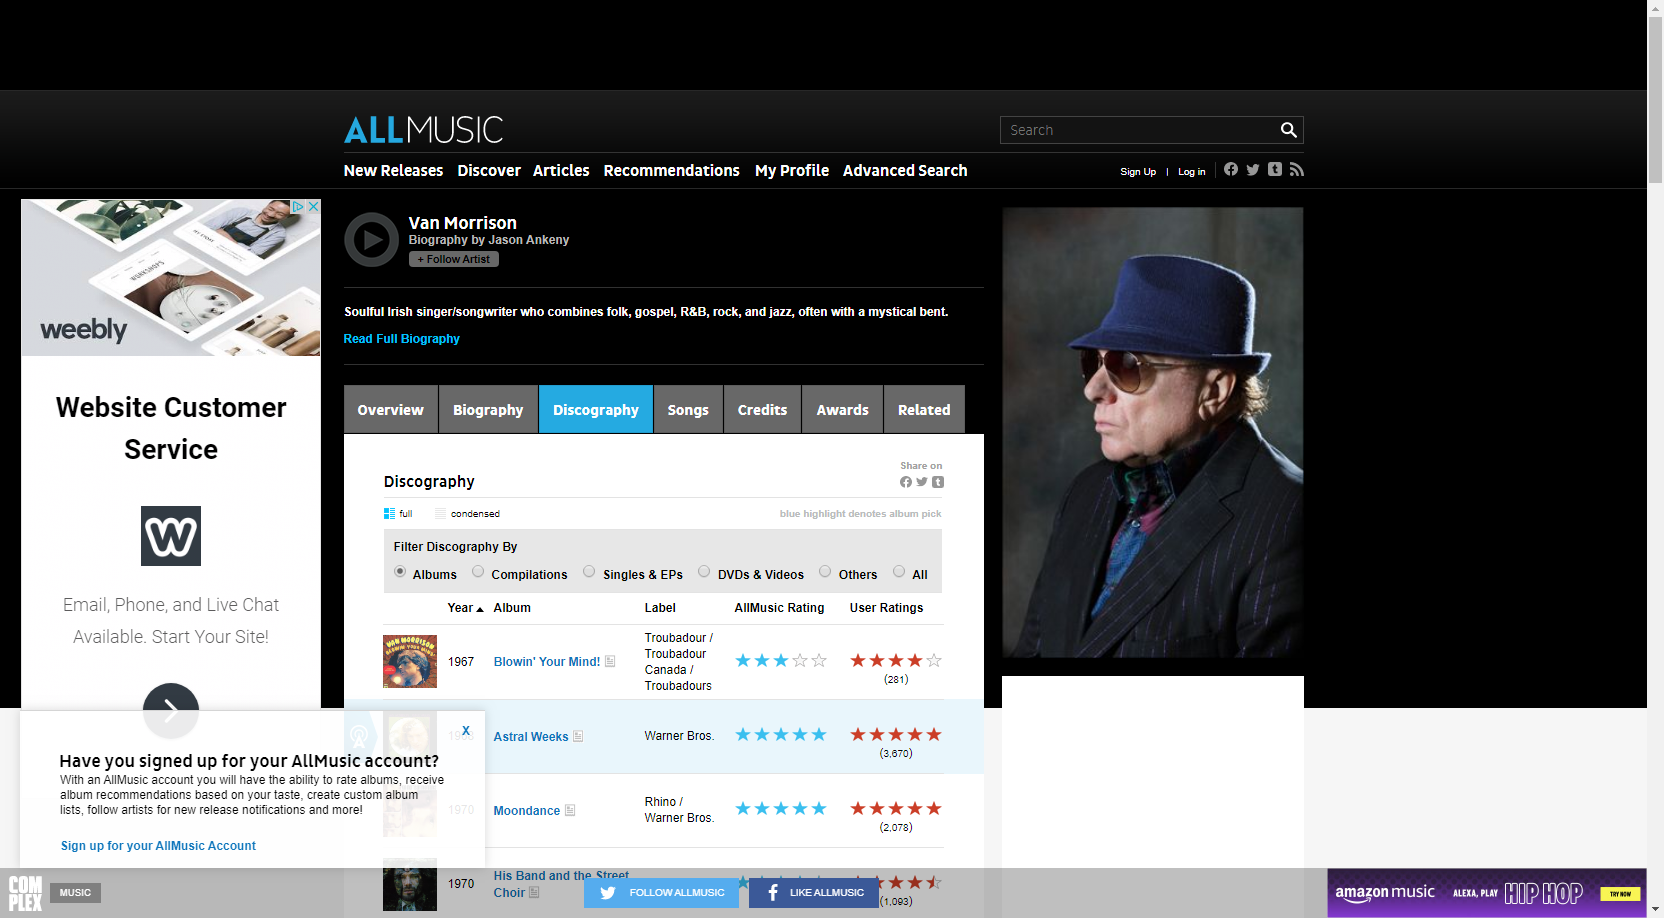 ALLMUSIC
Search
New Releases Discover Articles Recommendations My Profile Advanced Search
Sign Up | Log in
weebly
WORKSHOPS
Website Customer
Service
W
Email, Phone, and Live Chat
Available. Start Your Site!
Van Morrison
Biography by Jason Ankeny
+ Follow Artist
Soulful Irish singer/songwriter who combines folk, gospel, R&B, rock, and jazz, often with a mystical bent.
Read Full Biography
Overview Biography Discography Songs Credits Awards Related
Share on
Discography
full condensed blue highlight denotes album pick
Filter Discography By
Albums Compilations Singles & EPs DVDs & Videos Others All
Year Album Label AllMusic Rating User Ratings
VAN MORRISON
BLOWIN' YOUR MIND!
1967 Blowin' Your Mind!
Troubadour /
Troubadour
Canada /
Troubadours
(281)
1968 Astral Weeks Warner Bros.
(3,670)
1970 Moondance
Rhino /
Warner Bros.
(2,078)
1970
His Band and the Street
Choir
(1,093)
X
Have you signed up for your AllMusic account?
With an AllMusic account you will have the ability to rate albums, receive
album recommendations based on your taste, create custom album
lists, follow artists for new release notifications and more!
Sign up for your AllMusic Account
COM
PLEX
MUSIC
FOLLOW ALLMUSIC
LIKE ALLMUSIC
amazon music ALEXA, PLAY HIP HOP TRY NOW